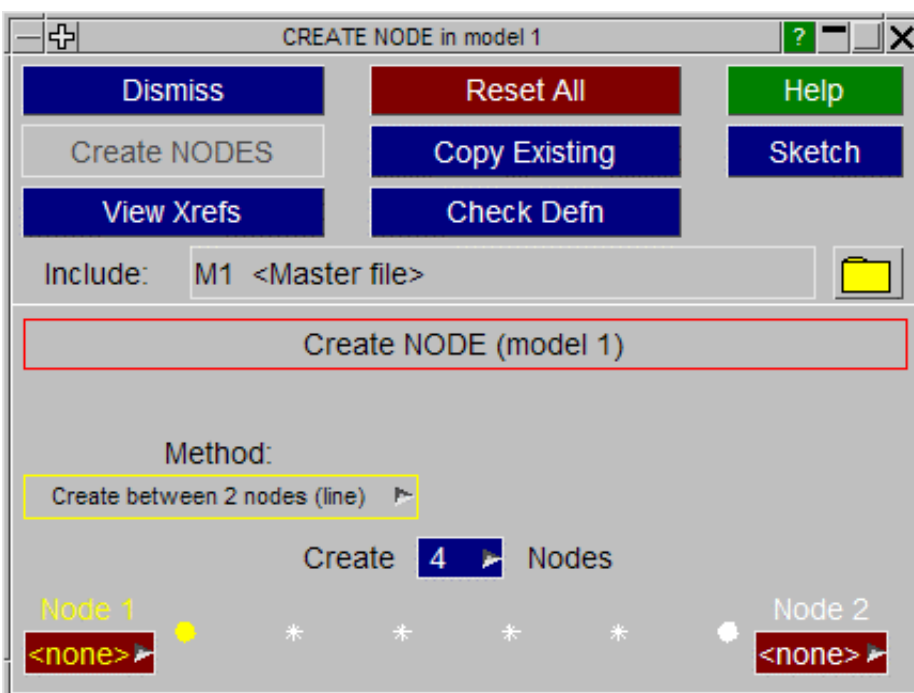 CREATE NODE in model 1 ?
Dismiss Reset All Help
Create NODES Copy Existing Sketch
View Xrefs Check Defn
Include: M1 <Master file>
Create NODE (model 1)
Method:
Create between 2 nodes (line)
Create 4 Nodes
Node 1 Node 2
<none> <none>